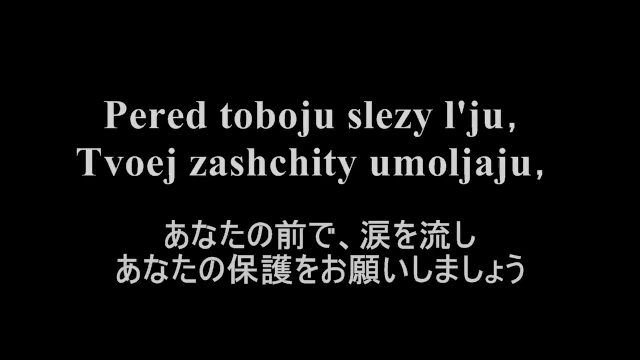 Pered toboju slezy l'ju,
Tvoej zashchity umoljaju,
あなたの前で、涙を流し
あなたの保護をお願いしましょう